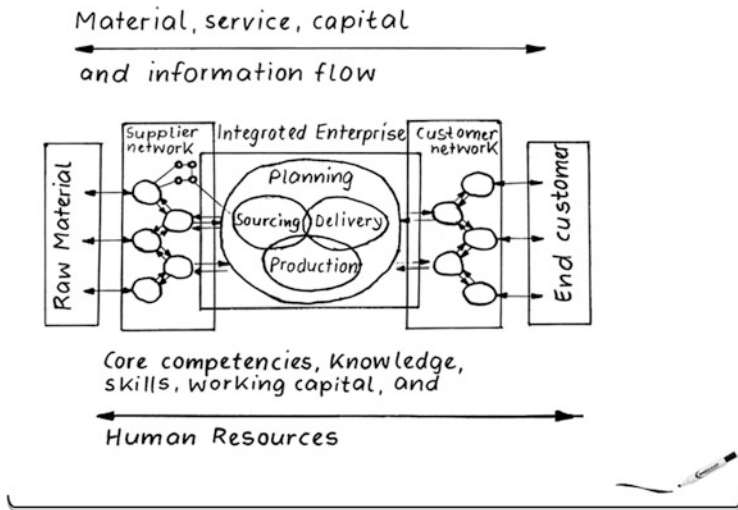 Material, service, capital
and information flow
Supplier network
Integrated Enterprise
Customer network
Raw Material
Planning
Sourcing
Delivery
Production
End customer
Core competencies, Knowledge,
skills, working capital, and
Human Resources